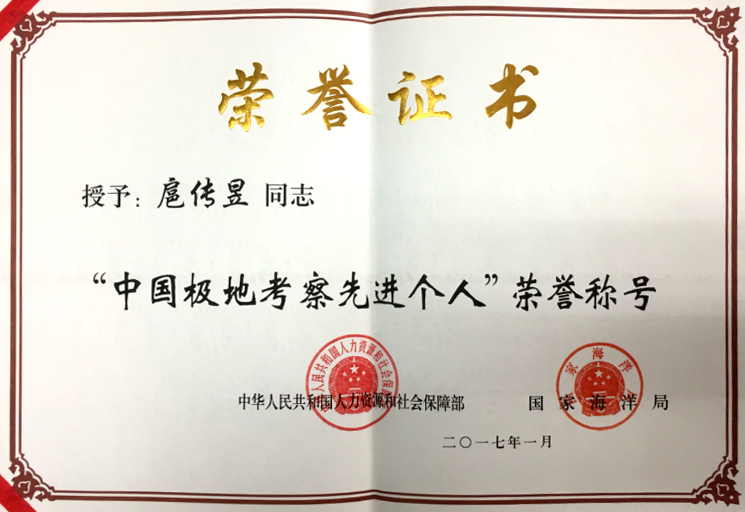 荣誉证书
授予：扈传昱 同志
“中国极地考察先进个人”荣誉称号
中华人民共和国人力资源和社会保障部 国家海洋局
二〇一七年一月